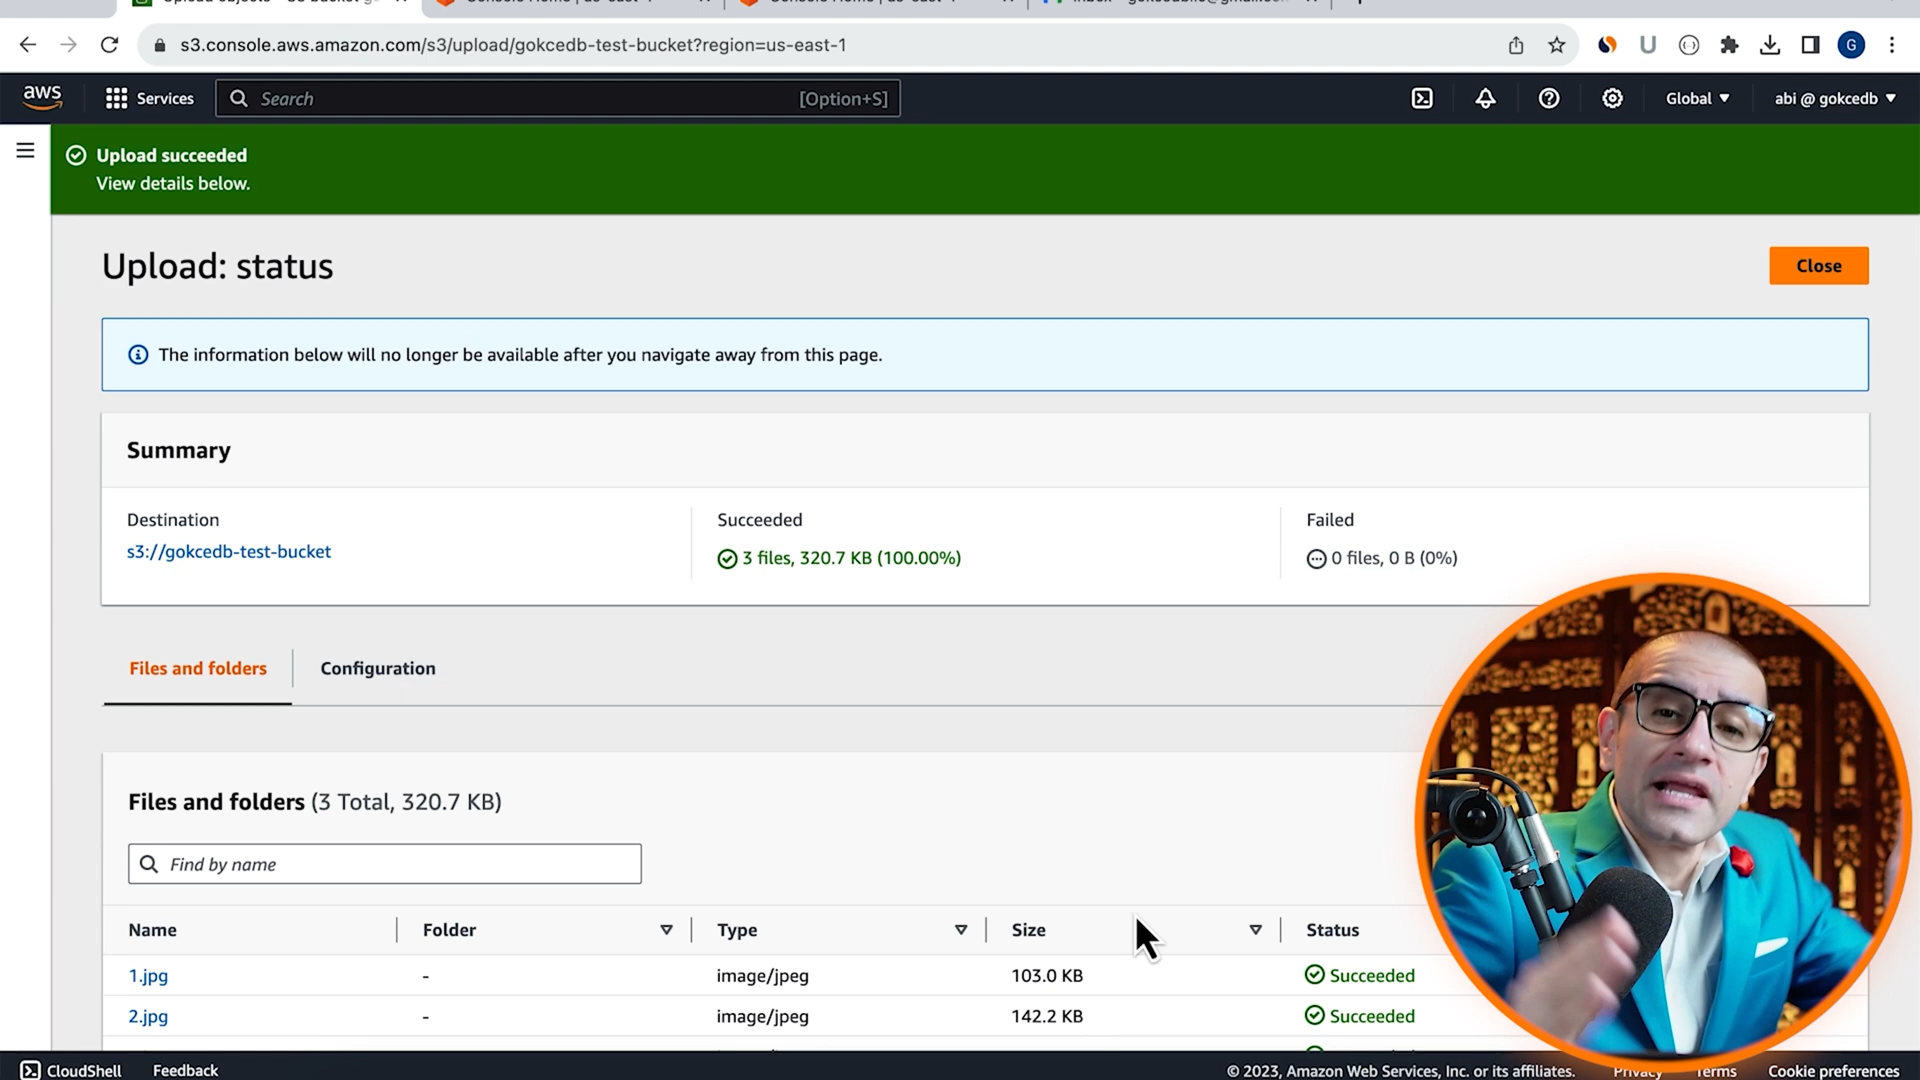 s3.console.aws.amazon.com/s3/upload/gokcedb-test-bucket?region=us-east-1
G
aws
Services
Search
[Option+S]
Global
abi @ gokcedb
Upload succeeded
View details below.
Upload: status
Close
The information below will no longer be available after you navigate away from this page.
Summary
Destination
Succeeded
Failed
s3://gokcedb-test-bucket
3 files, 320.7 KB (100.00%)
0 files, 0 B (0%)
Files and folders
Configuration
Files and folders (3 Total, 320.7 KB)
Find by name
Name
Folder
Type
Size
Status
1.jpg
-
image/jpeg
103.0 KB
Succeeded
2.jpg
-
image/jpeg
142.2 KB
Succeeded
CloudShell
Feedback
© 2023, Amazon Web Services, Inc. or its affiliates.
Privacy
Terms
Cookie preferences